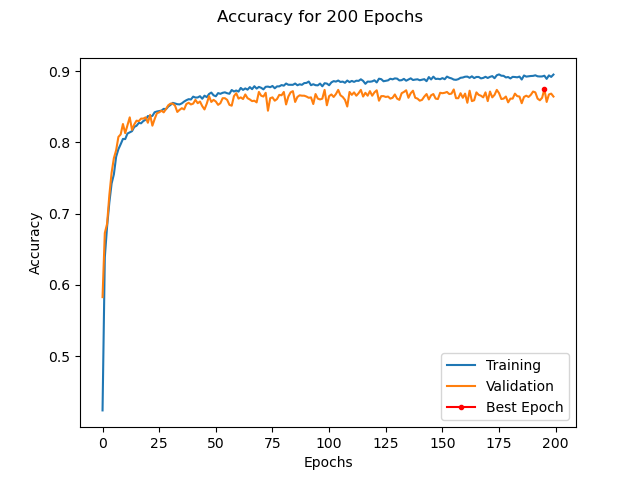 Accuracy for 200 Epochs
0.9
0.8
0.7
0.6
0.5
Accuracy
0
25
50
75
100
125
150
175
200
Epochs
Training
Validation
Best Epoch